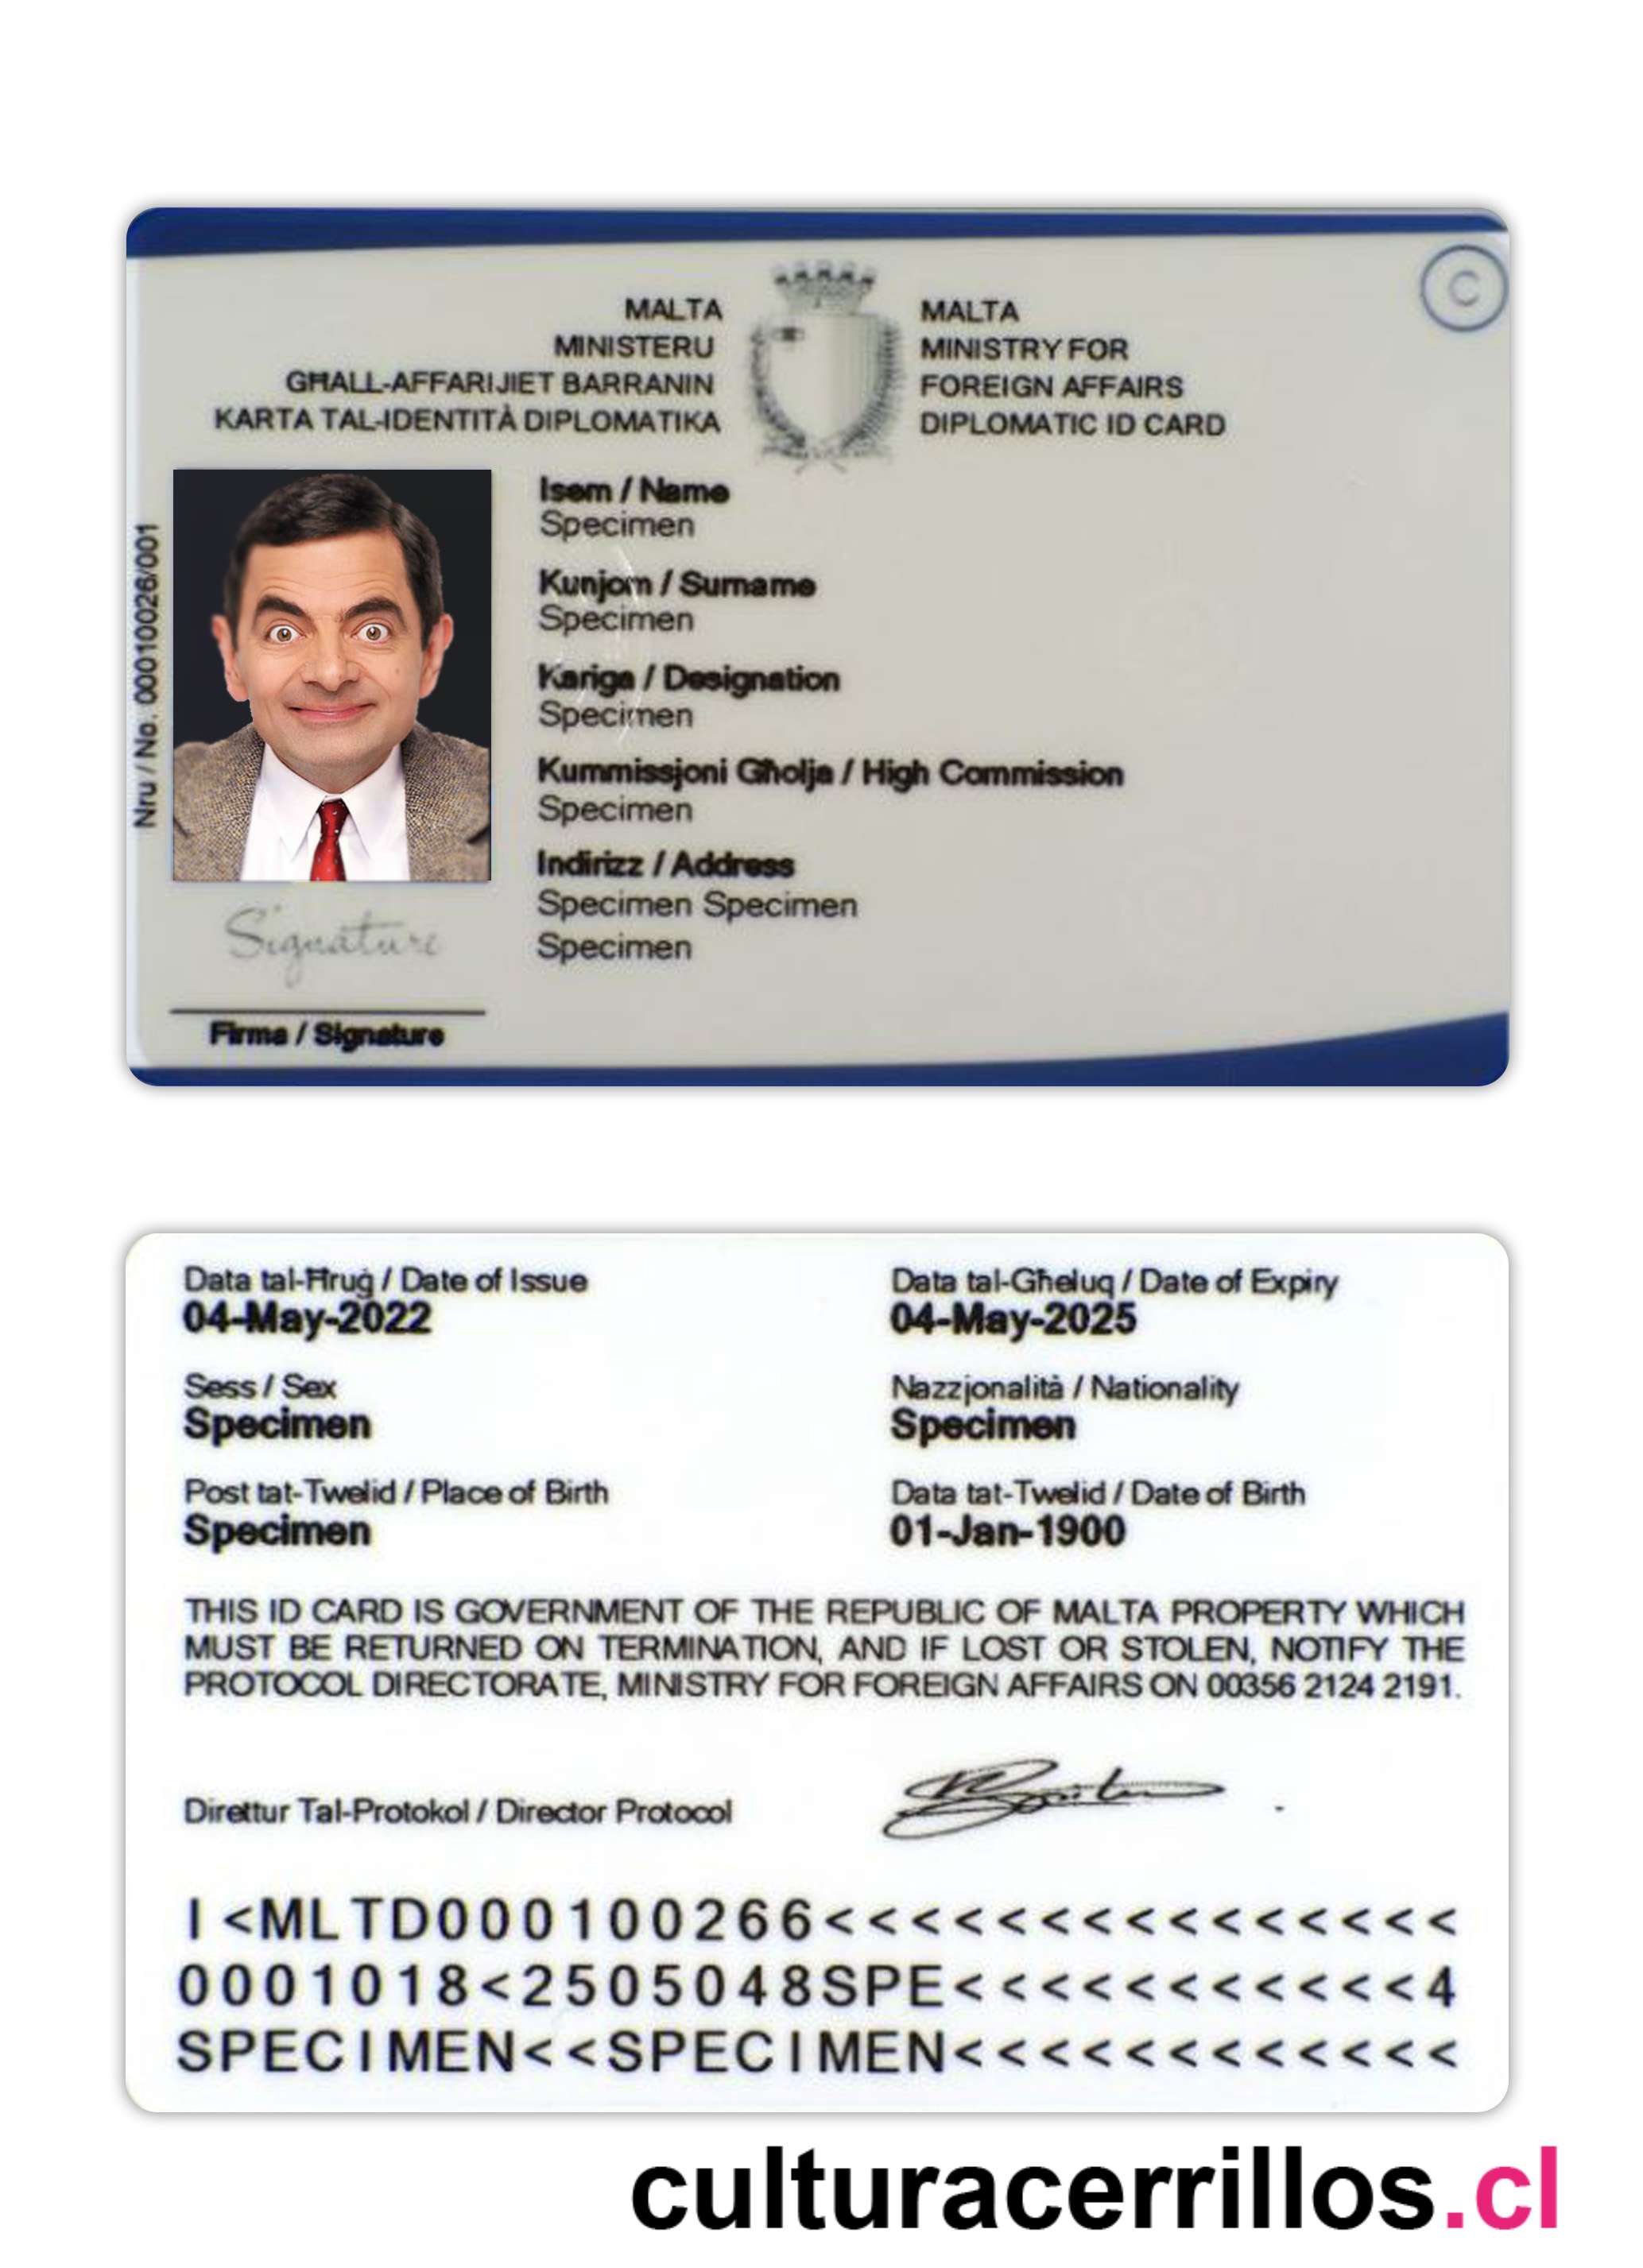 C
MALTA
MINISTERU
GĦALL-AFFARIJIET BARRANIN
KARTA TAL-IDENTITÀ DIPLOMATIKA
MALTA
MINISTRY FOR
FOREIGN AFFAIRS
DIPLOMATIC ID CARD
Nru / No. 00010026/001
Isem / Name
Specimen
Kunjom / Surname
Specimen
Kariga / Designation
Specimen
Kummissjoni Għolja / High Commission
Specimen
Indirizz / Address
Specimen Specimen
Specimen
Signature
Firma / Signature
Data tal-Ħruġ / Date of Issue
04-May-2022
Data tal-Għeluq / Date of Expiry
04-May-2025
Sess / Sex
Specimen
Nazzjonalità / Nationality
Specimen
Post tat-Twelid / Place of Birth
Specimen
Data tat-Twelid / Date of Birth
01-Jan-1900
THIS ID CARD IS GOVERNMENT OF THE REPUBLIC OF MALTA PROPERTY WHICH
MUST BE RETURNED ON TERMINATION, AND IF LOST OR STOLEN, NOTIFY THE
PROTOCOL DIRECTORATE, MINISTRY FOR FOREIGN AFFAIRS ON 00356 2124 2191.
Direttur Tal-Protokol / Director Protocol
I<MLTD000100266<<<<<<<<<<<<<<<
0001018<2505048SPE<<<<<<<<<<<4
SPECIMEN<<SPECIMEN<<<<<<<<<<<<
culturacerrillos.cl